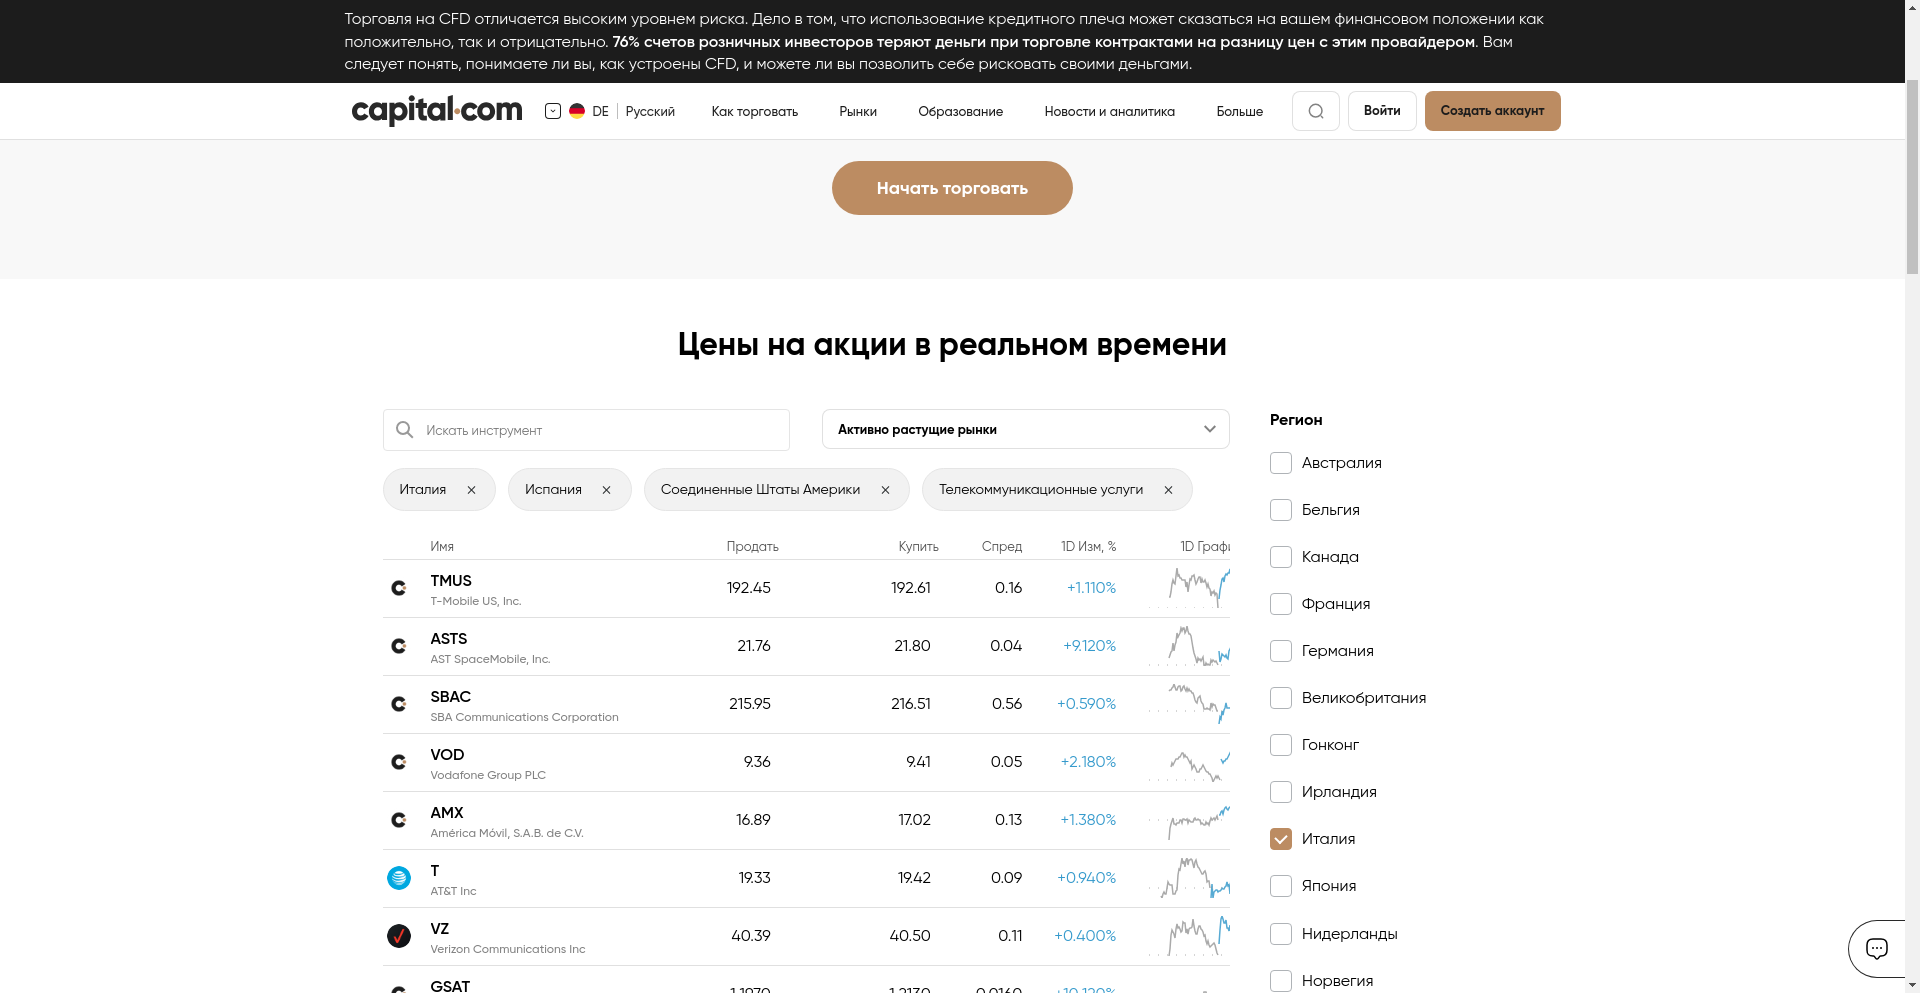 Торговля на CFD отличается высоким уровнем риска. Дело в том, что использование кредитного плеча может сказаться на вашем финансовом положении как
положительно, так и отрицательно. 76% счетов розничных инвесторов теряют деньги при торговле контрактами на разницу цен с этим провайдером. Вам
следует понять, понимаете ли вы, как устроены CFD, и можете ли вы позволить себе рисковать своими деньгами.
capital.com DE Русский Как торговать Рынки Образование Новости и аналитика Больше Войти Создать аккаунт
Начать торговать
Цены на акции в реальном времени
Искать инструмент
Активно растущие рынки
Италия
Испания
Соединенные Штаты Америки
Телекоммуникационные услуги
Имя Продать Купить Спред 1D Изм, % 1D Графи
TMUS 192.45 192.61 0.16 +1.110%
T-Mobile US, Inc.
ASTS 21.76 21.80 0.04 +9.120%
AST SpaceMobile, Inc.
SBAC 215.95 216.51 0.56 +0.590%
SBA Communications Corporation
VOD 9.36 9.41 0.05 +2.180%
Vodafone Group PLC
AMX 16.89 17.02 0.13 +1.380%
América Móvil, S.A.B. de C.V.
T 19.33 19.42 0.09 +0.940%
AT&T Inc
VZ 40.39 40.50 0.11 +0.400%
Verizon Communications Inc
GSAT 1.1970 1.2130 0.0160 +10.120%
Регион
Австралия
Бельгия
Канада
Франция
Германия
Великобритания
Гонконг
Ирландия
Италия
Япония
Нидерланды
Норвегия